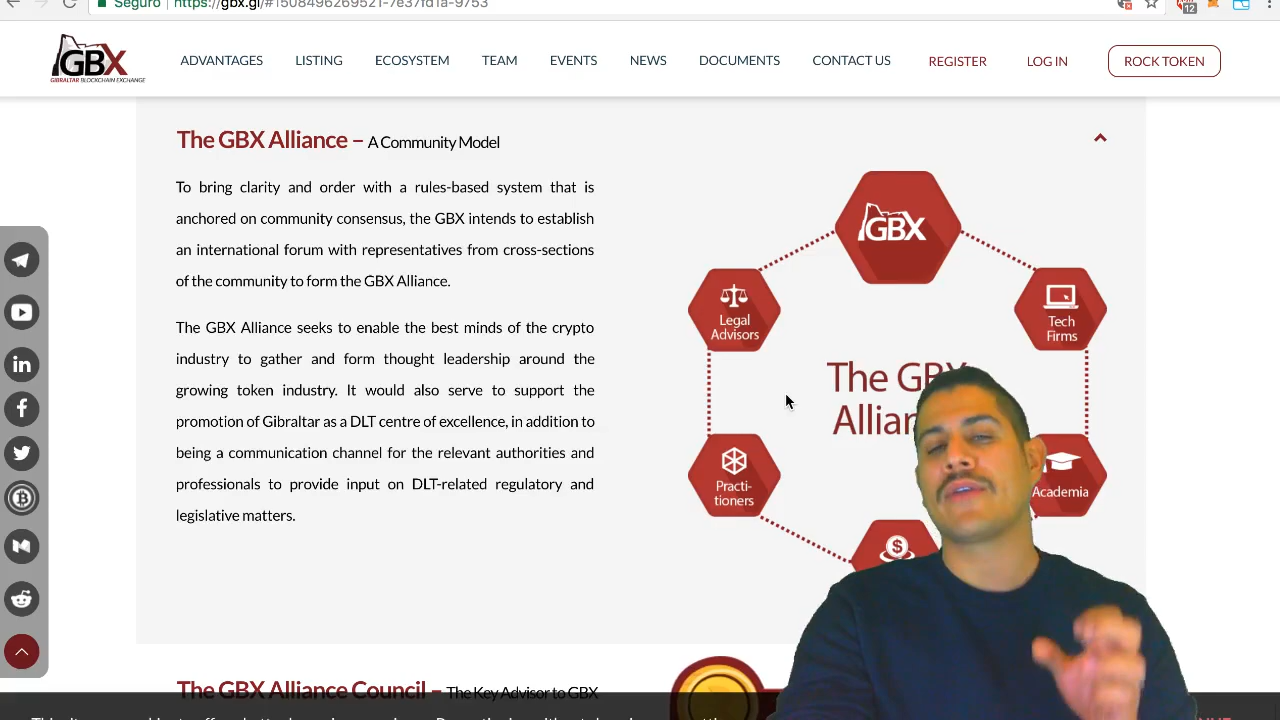 Seguro https://gbx.gi/#1508496269521-7e37fd1a-9753
12
GBX
GIBRALTAR BLOCKCHAIN EXCHANGE
ADVANTAGES LISTING ECOSYSTEM TEAM EVENTS NEWS DOCUMENTS CONTACT US REGISTER LOG IN ROCK TOKEN
The GBX Alliance – A Community Model
To bring clarity and order with a rules-based system that is
anchored on community consensus, the GBX intends to establish
an international forum with representatives from cross-sections
of the community to form the GBX Alliance.
The GBX Alliance seeks to enable the best minds of the crypto
industry to gather and form thought leadership around the
growing token industry. It would also serve to support the
promotion of Gibraltar as a DLT centre of excellence, in addition to
being a communication channel for the relevant authorities and
professionals to provide input on DLT-related regulatory and
legislative matters.
GBX
Legal
Advisors
Tech
Firms
The GBX
Allian
Practi-
tioners
Academia
The GBX Alliance Council – The Key Advisor to GBX